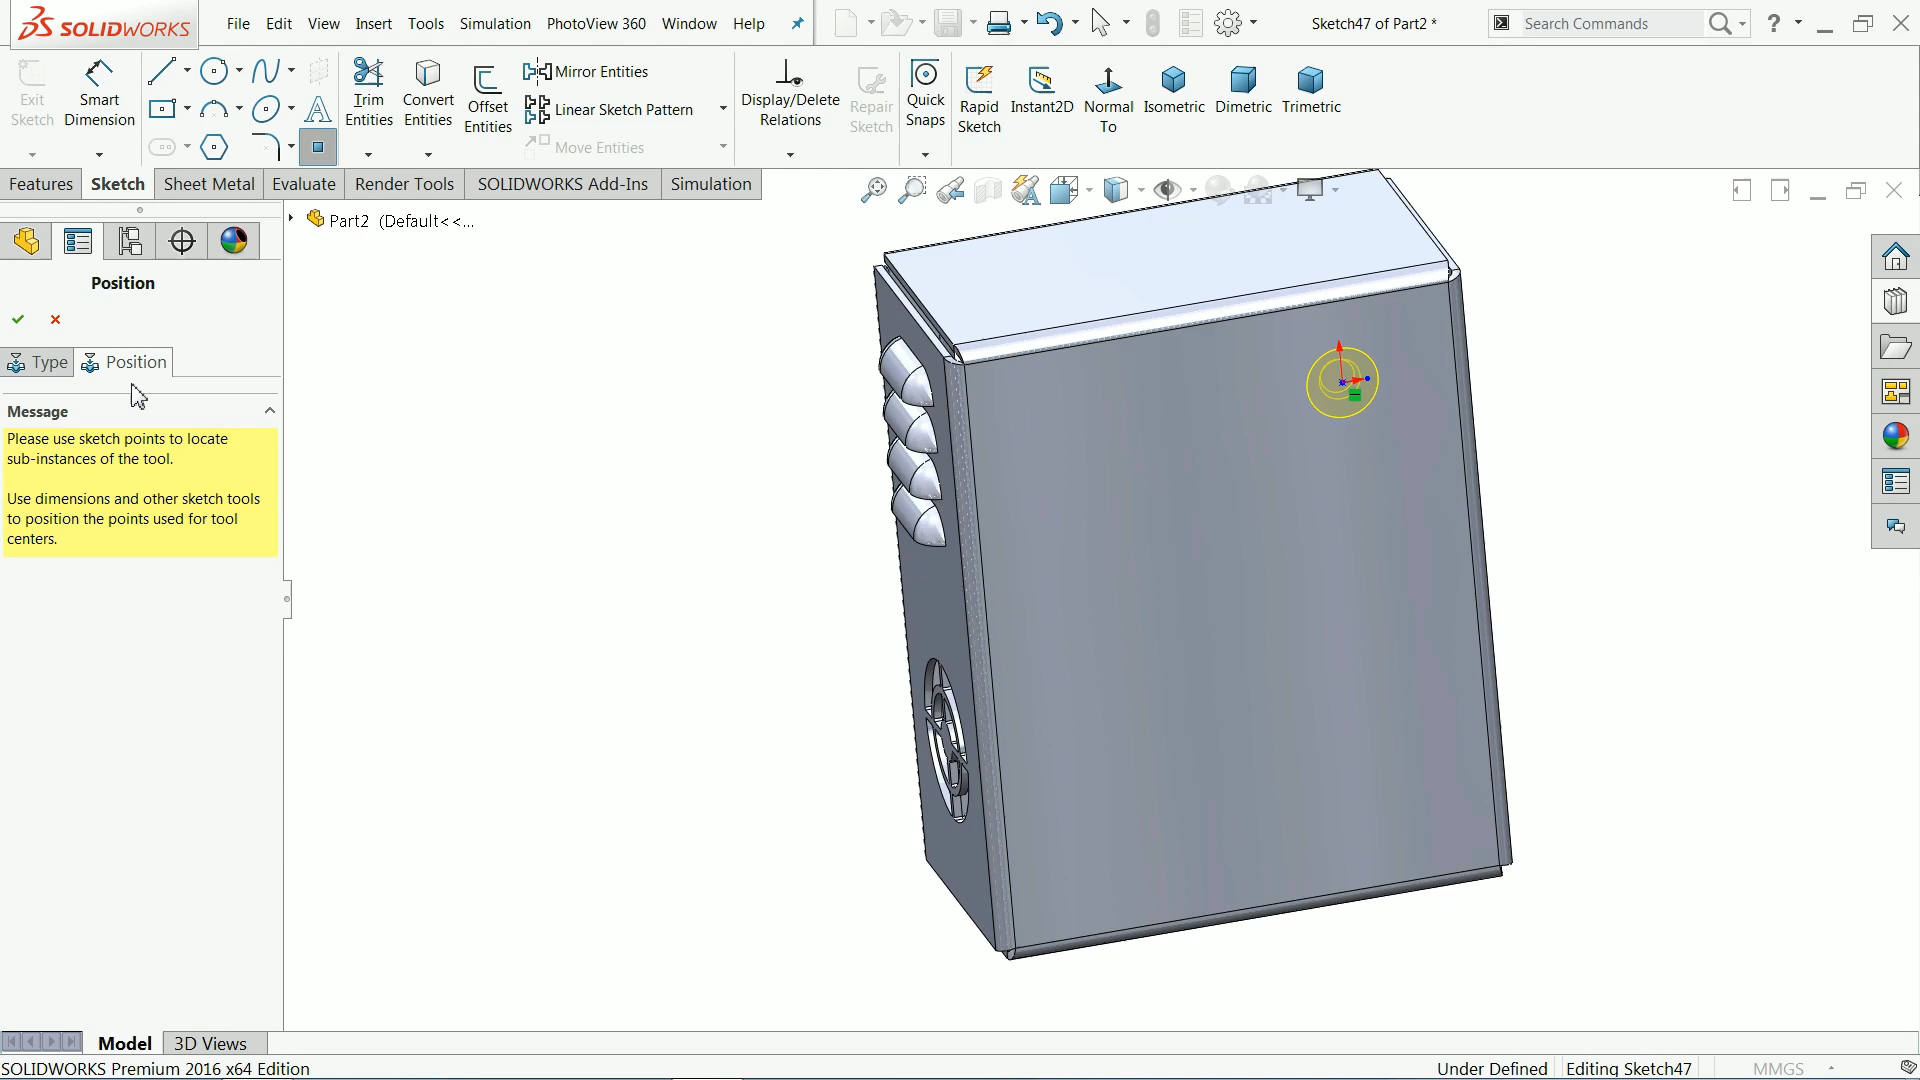 SOLIDWORKS
File Edit View Insert Tools Simulation PhotoView 360 Window Help
Sketch47 of Part2 *
Search Commands
?
Exit Sketch
Smart Dimension
Trim Entities
Convert Entities
Offset Entities
Mirror Entities
Linear Sketch Pattern
Move Entities
Display/Delete Relations
Repair Sketch
Quick Snaps
Rapid Sketch
Instant2D
Normal To
Isometric
Dimetric
Trimetric
Features Sketch Sheet Metal Evaluate Render Tools SOLIDWORKS Add-Ins Simulation
Part2 (Default<<...
Position
Type Position
Message
Please use sketch points to locate
sub-instances of the tool.
Use dimensions and other sketch tools
to position the points used for tool
centers.
Model 3D Views
SOLIDWORKS Premium 2016 x64 Edition
Under Defined Editing Sketch47 MMGS